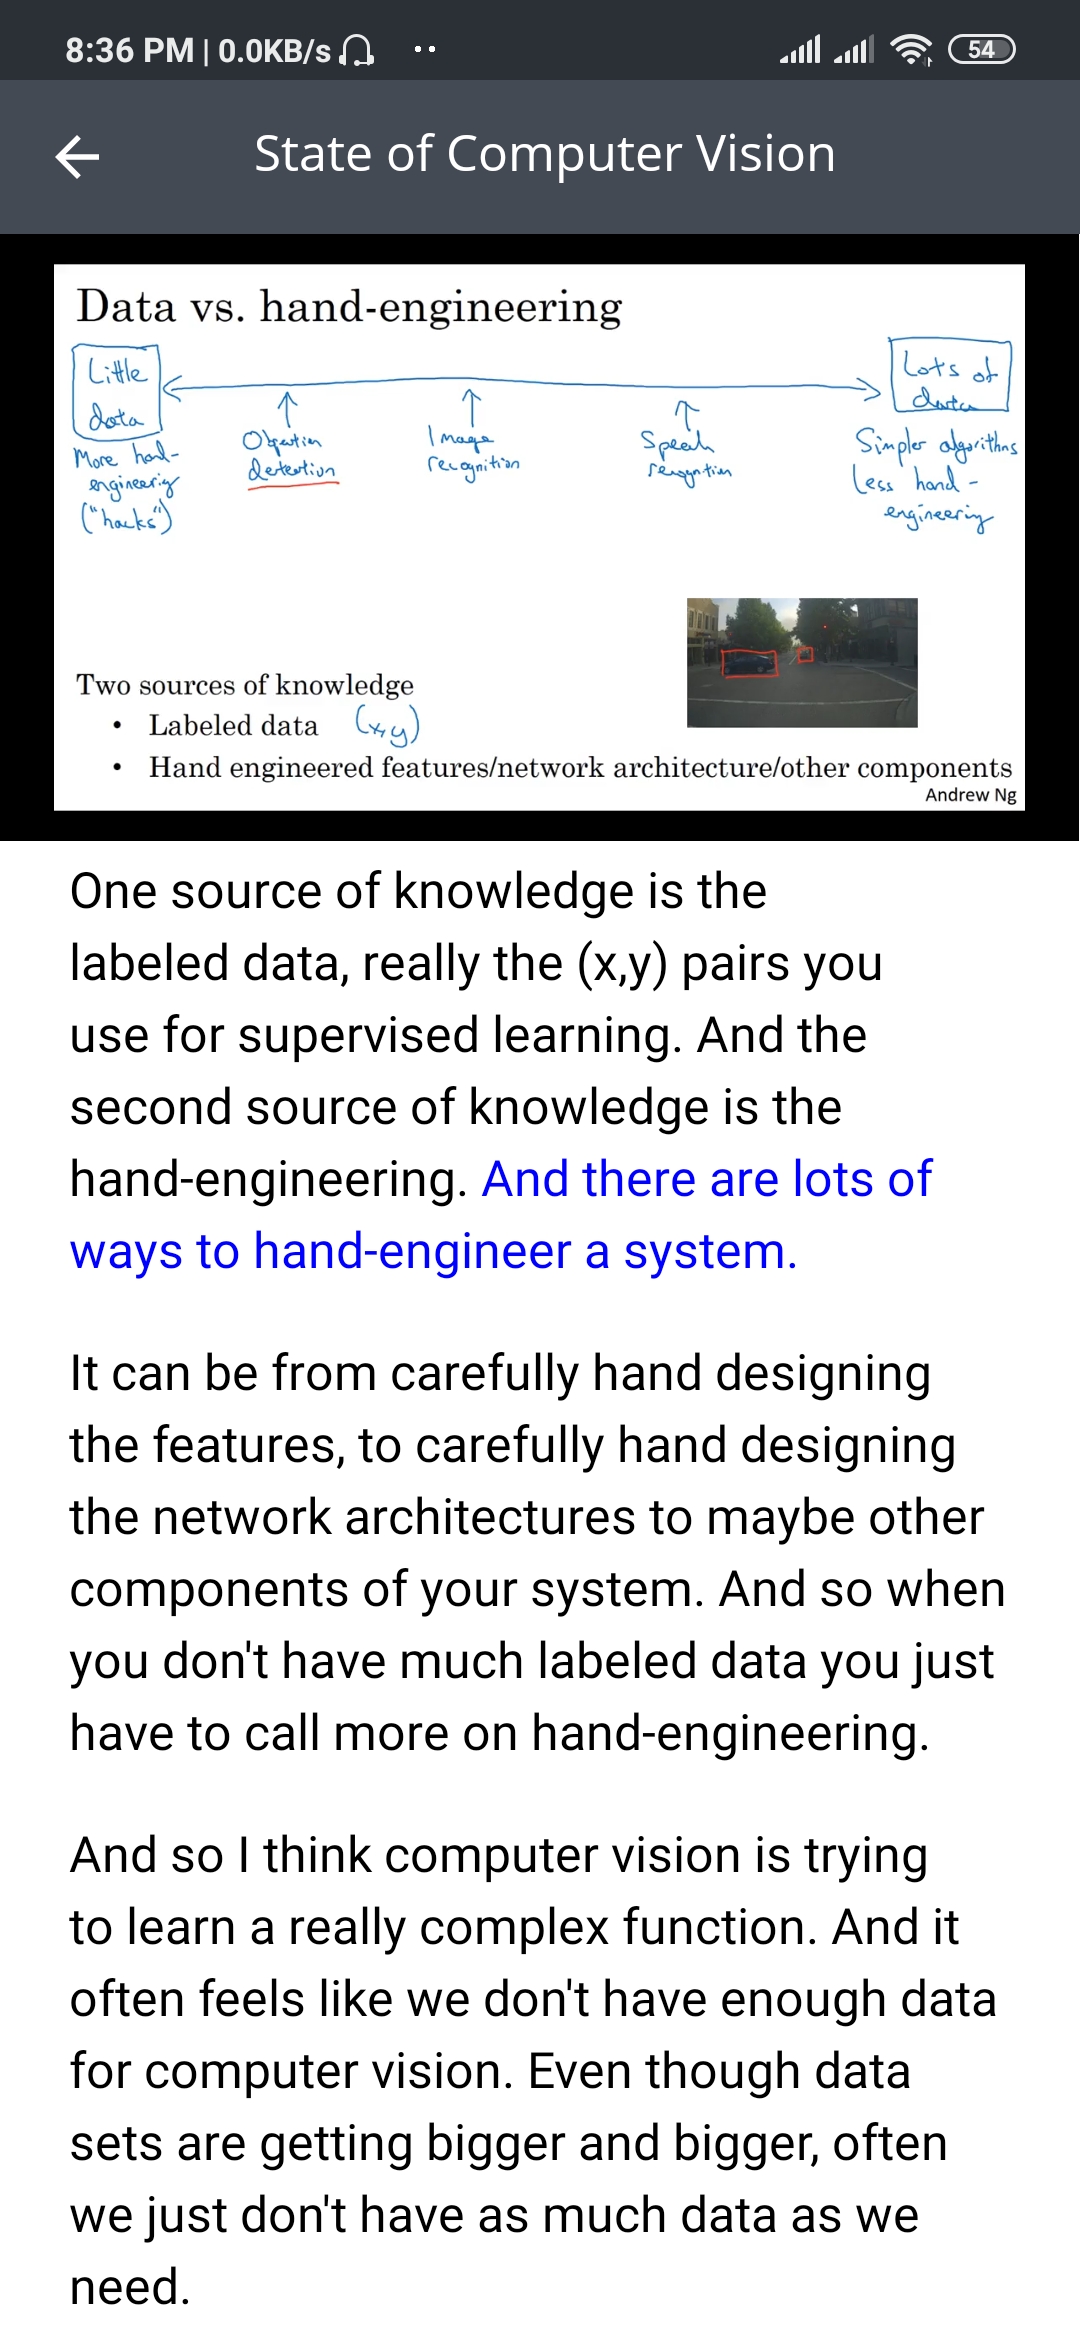 8:36 PM | 0.0KB/s
54
State of Computer Vision
Data vs. hand-engineering
Little
data
More hand-
engineering
("hacks")
Objection
detection
Image
recognition
Speech
recognition
Lots of
data
Simpler algorithms
Less hand-
engineering
Two sources of knowledge
• Labeled data (x,y)
• Hand engineered features/network architecture/other components
Andrew Ng
One source of knowledge is the
labeled data, really the (x,y) pairs you
use for supervised learning. And the
second source of knowledge is the
hand-engineering. And there are lots of
ways to hand-engineer a system.
It can be from carefully hand designing
the features, to carefully hand designing
the network architectures to maybe other
components of your system. And so when
you don't have much labeled data you just
have to call more on hand-engineering.
And so I think computer vision is trying
to learn a really complex function. And it
often feels like we don't have enough data
for computer vision. Even though data
sets are getting bigger and bigger, often
we just don't have as much data as we
need.